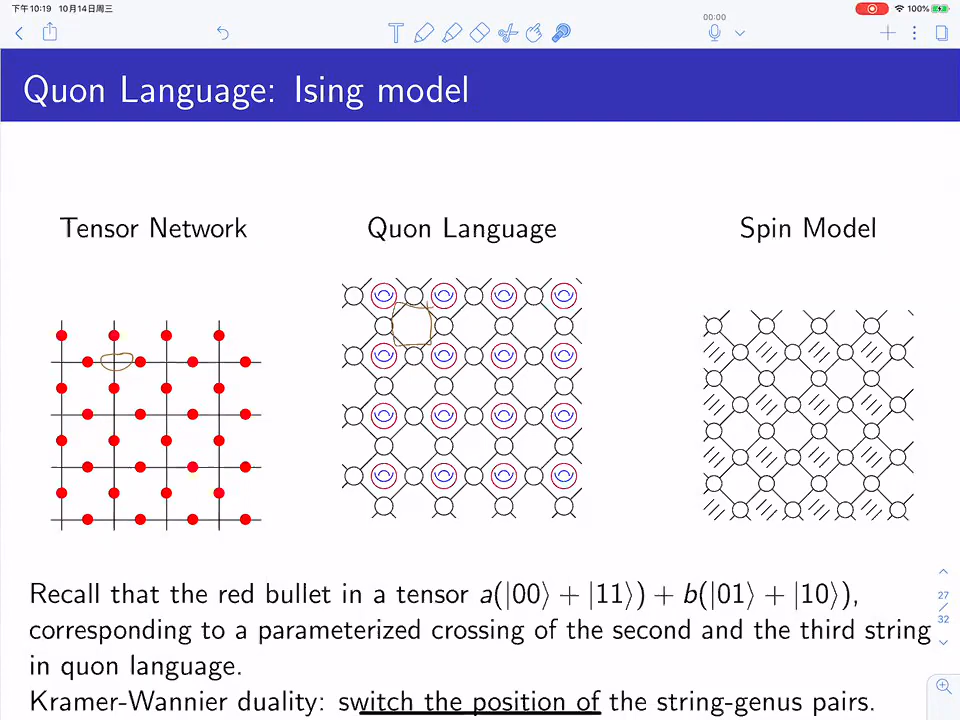 下午10:19 10月14日周三
100%
00:00
T
Quon Language: Ising model
Tensor Network
Quon Language
Spin Model
Recall that the red bullet in a tensor a(|00⟩ + |11⟩) + b(|01⟩ + |10⟩),
corresponding to a parameterized crossing of the second and the third string
in quon language.
Kramer-Wannier duality: switch the position of the string-genus pairs.
27
/
32